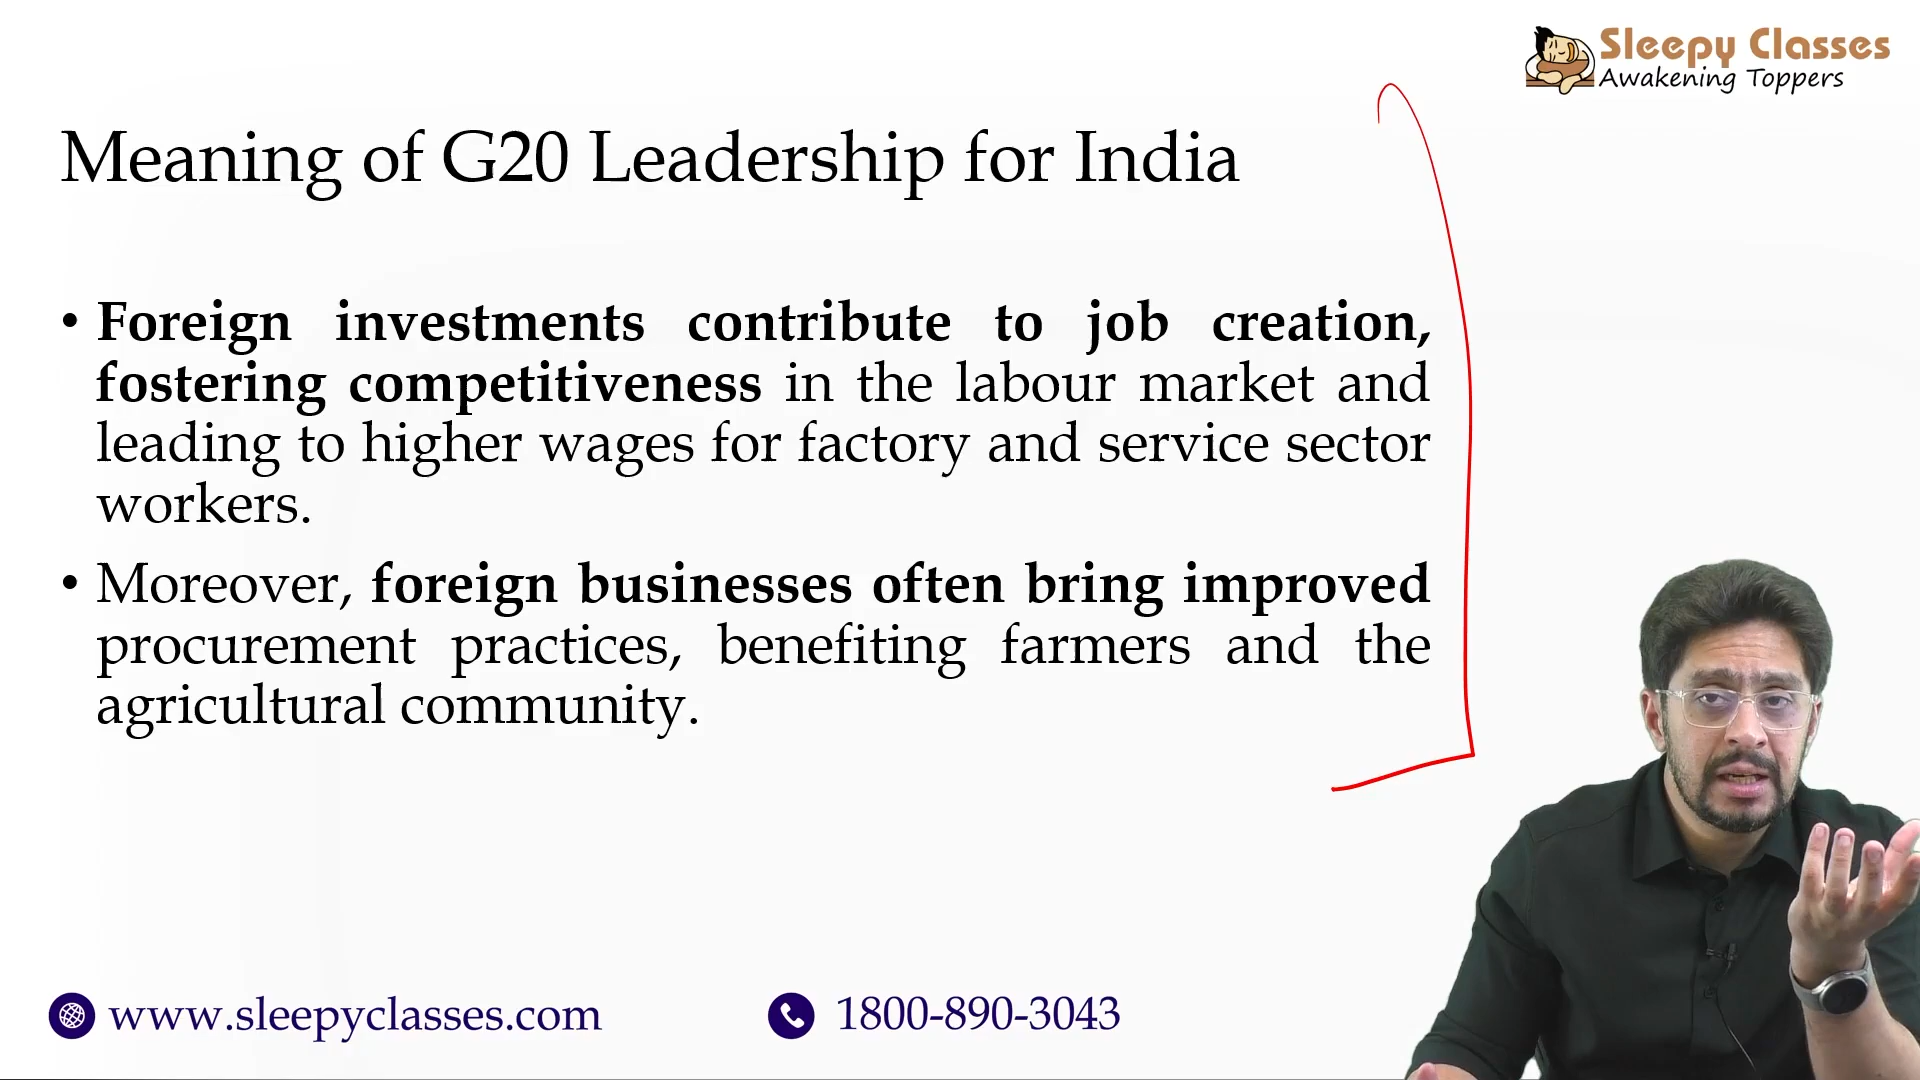 Sleepy Classes
Awakening Toppers
Meaning of G20 Leadership for India
• Foreign investments contribute to job creation,
fostering competitiveness in the labour market and
leading to higher wages for factory and service sector
workers.
• Moreover, foreign businesses often bring improved
procurement practices, benefiting farmers and the
agricultural community.
www.sleepyclasses.com
1800-890-3043